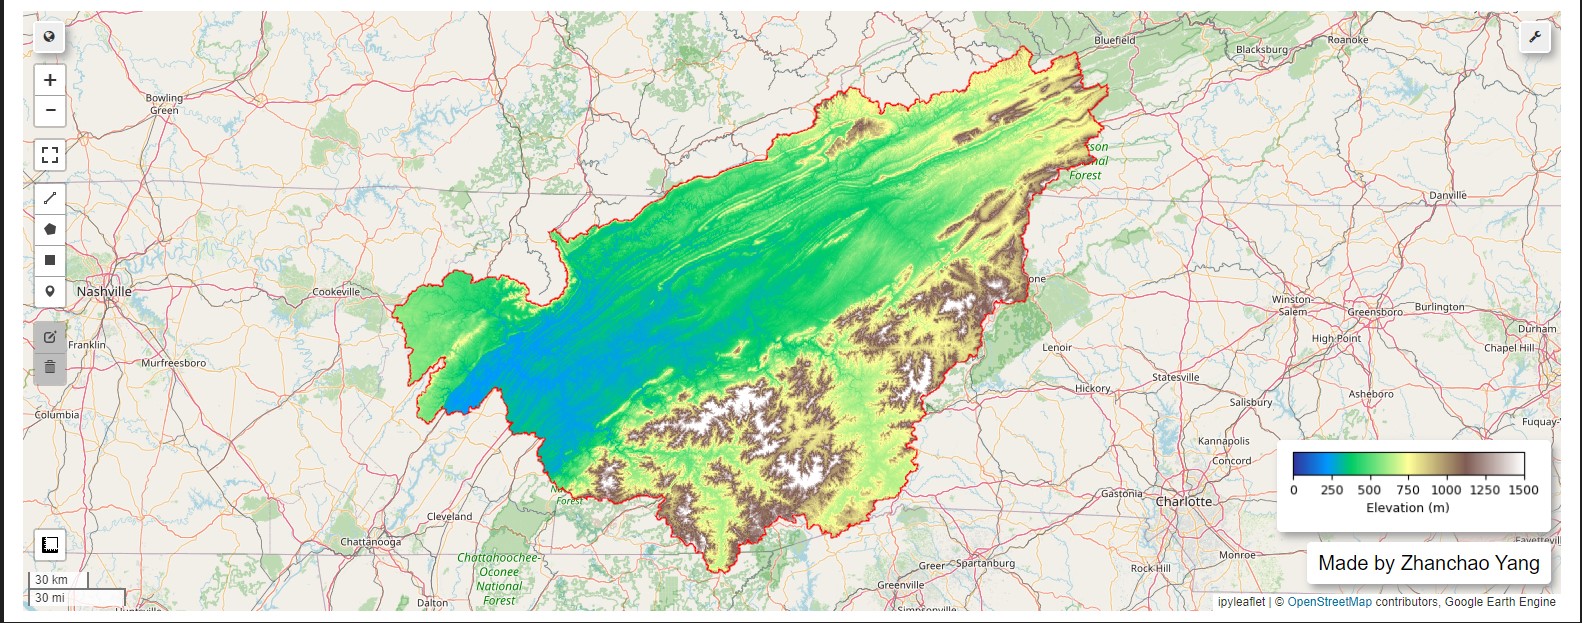 Bluefield
Roanoke
Blacksburg
Bowling
Green
+
−
son
nal
Forest
Danville
Nashville
Cookeville
one
Winston-
Salem
Burlington
Greensboro
Durham
High Point
Chapel Hill
Franklin
Murfreesboro
Lenoir
Hickory
Statesville
Asheboro
Salisbury
Columbia
Fuquay-
Kannapolis
Concord
0 250 500 750 1000 1250 1500
Elevation (m)
N
Forest
Gastonia
Charlotte
Cleveland
Chattanooga
Fayettevil
Monroe
Chattahoochee-
Oconee
National
Forest
Greer
Spartanburg
Rock Hill
Made by Zhanchao Yang
30 km
30 mi
Greenville
Dalton
Huntsville
Simpsonville
ipyleaflet | © OpenStreetMap contributors, Google Earth Engine